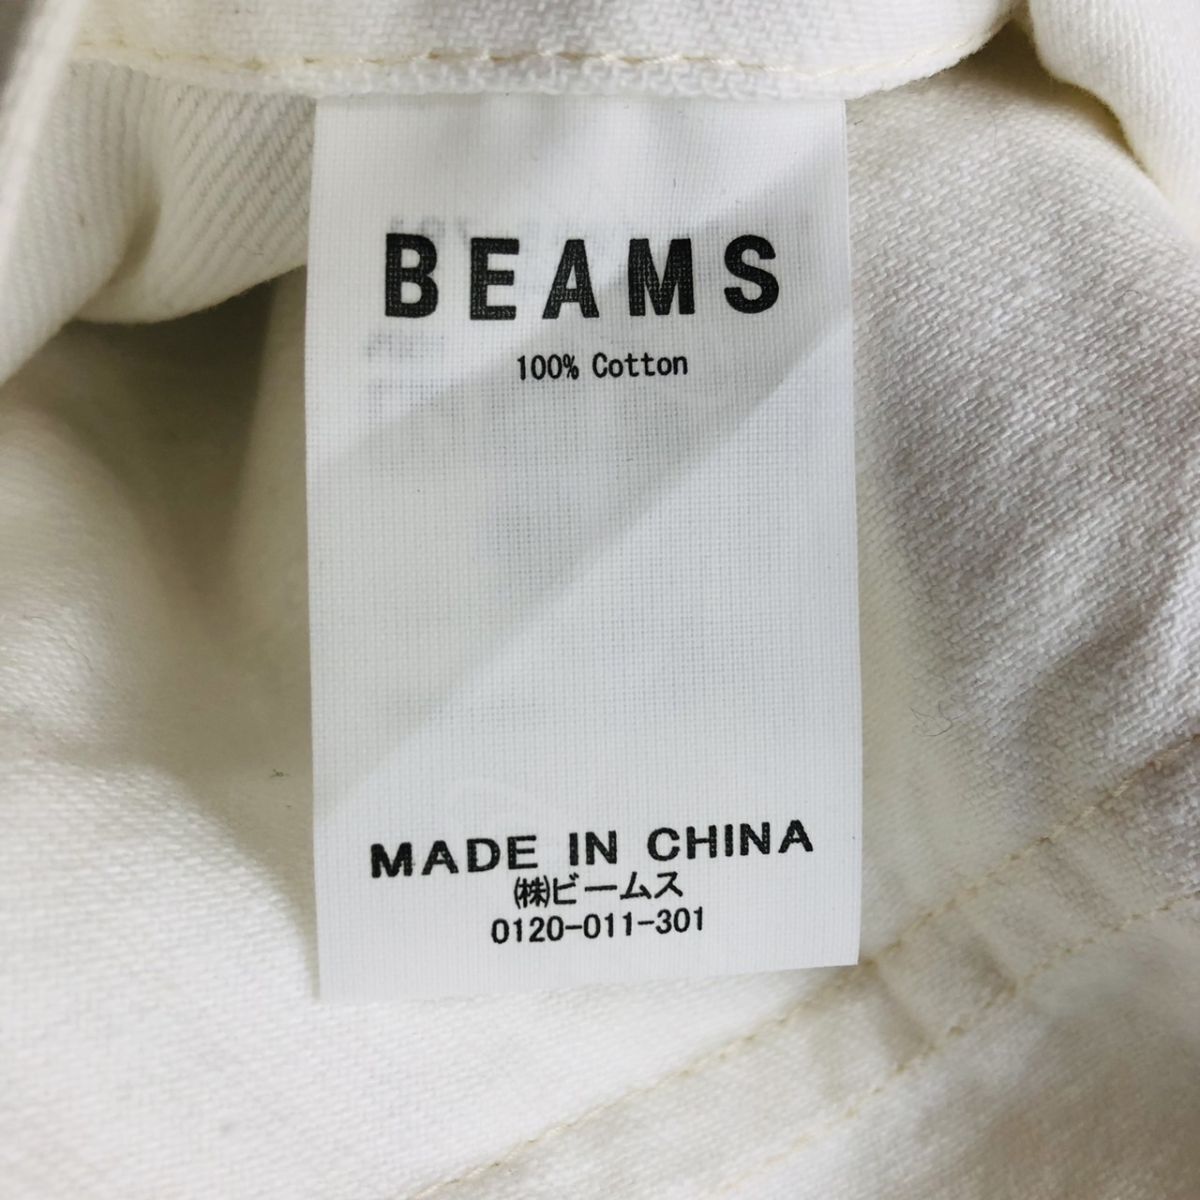 BEAMS
100% Cotton
MADE IN CHINA
㈱ビームス
0120-011-301